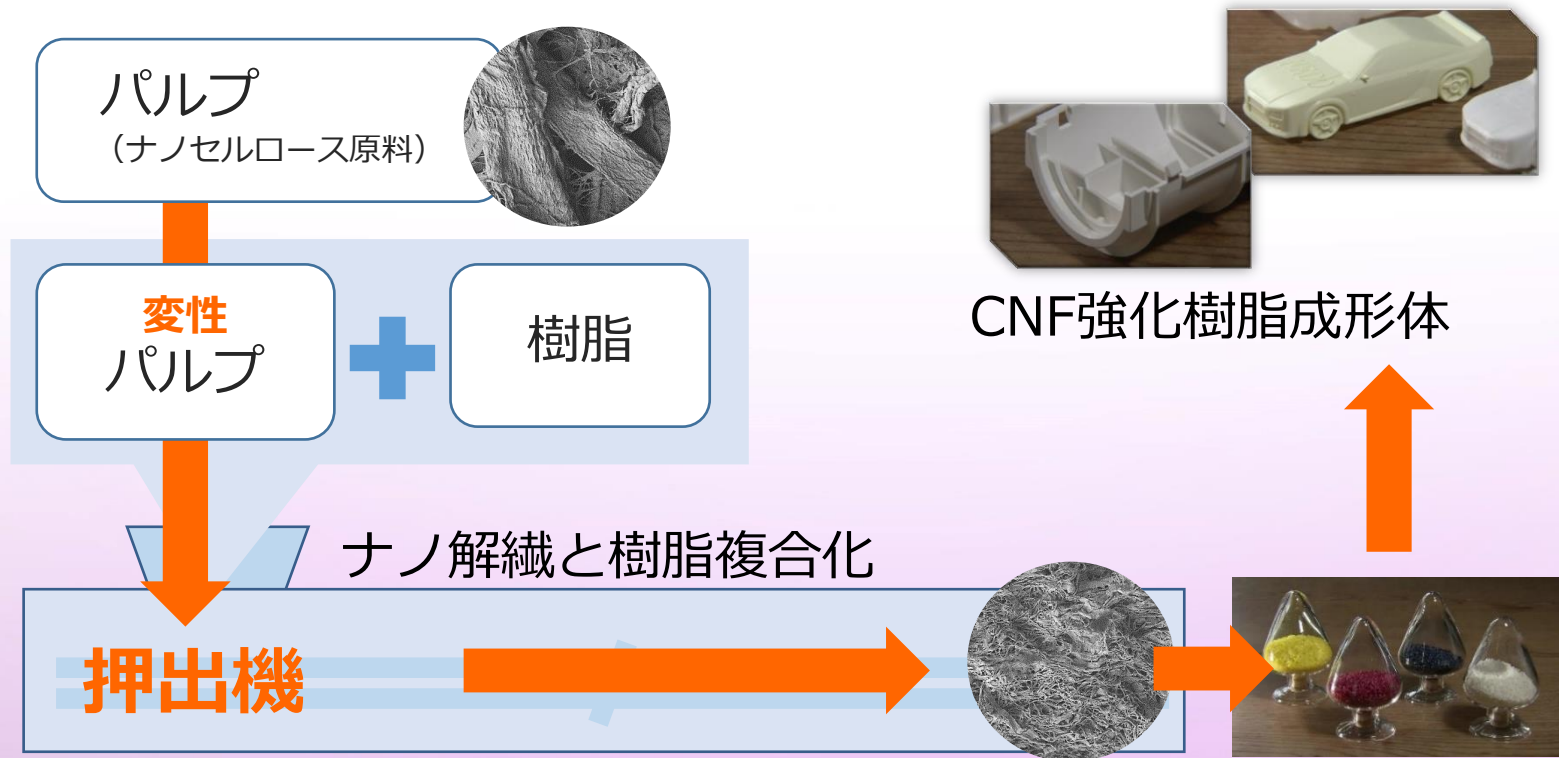 パルプ
（ナノセルロース原料）
変性
パルプ
樹脂
CNF強化樹脂成形体
ナノ解繊と樹脂複合化
押出機